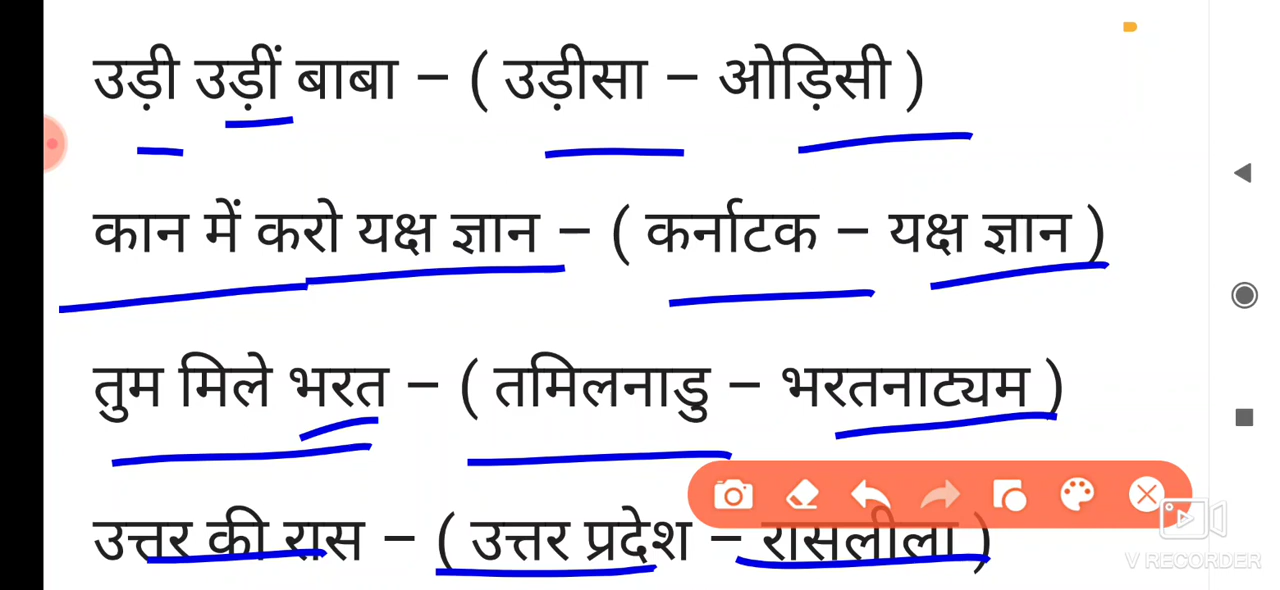 उड़ी उड़ीं बाबा – ( उड़ीसा – ओड़िसी )
कान में करो यक्ष ज्ञान – ( कर्नाटक – यक्ष ज्ञान )
तुम मिले भरत – ( तमिलनाडु – भरतनाट्यम )
उत्तर की रास – ( उत्तर प्रदेश – रासलीला )
V RECORDER